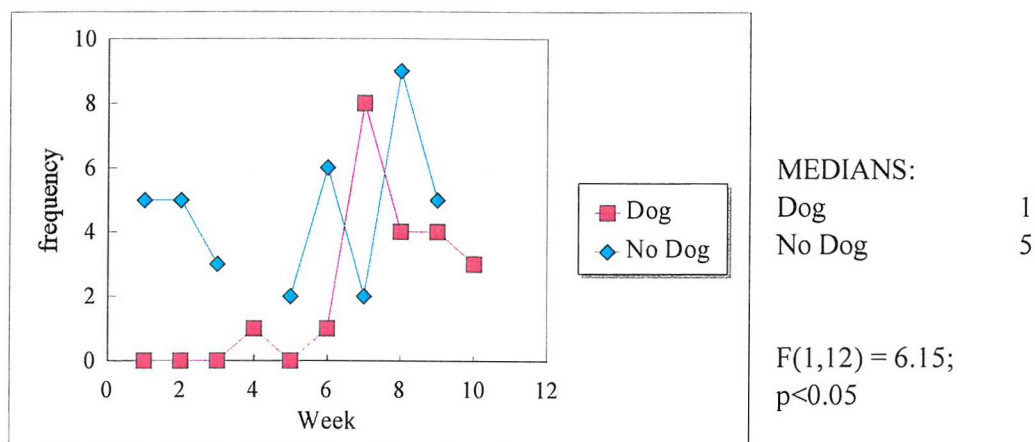 10
8
6
4
2
0
frequency
0 2 4 6 8 10 12
Week
Dog
No Dog
MEDIANS:
Dog 1
No Dog 5
F(1,12) = 6.15;
p<0.05